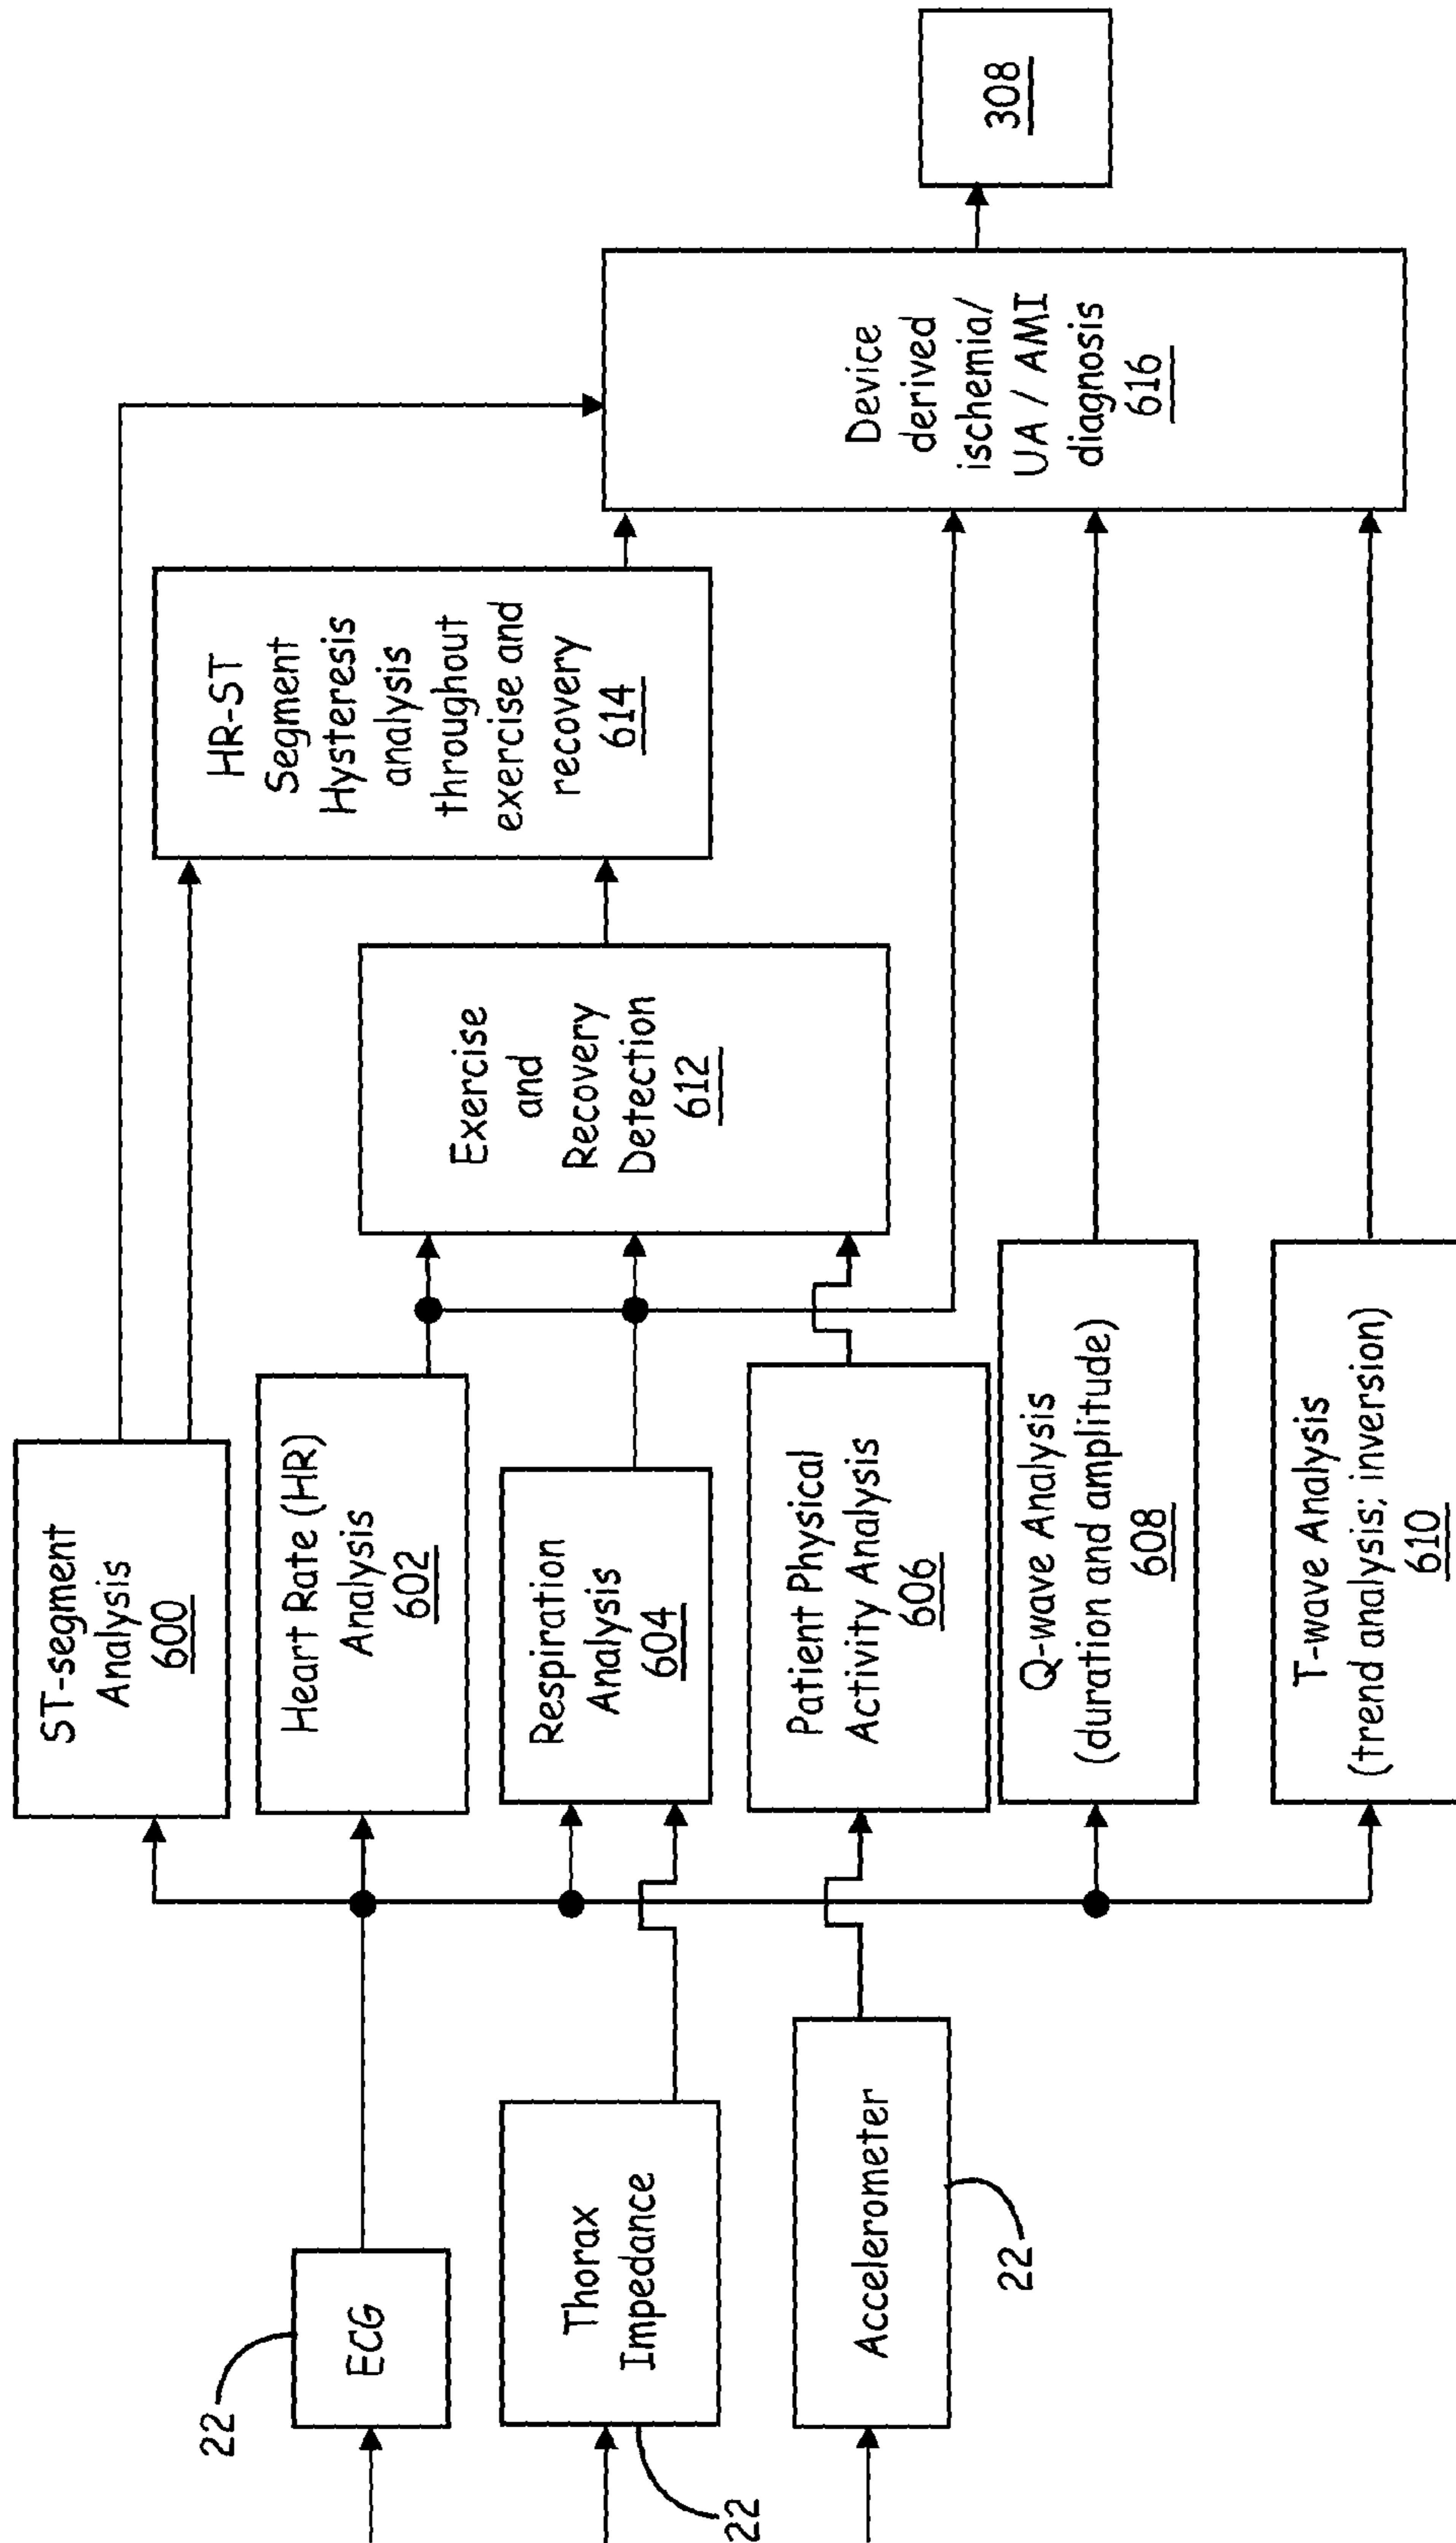 22
ECG
Thorax
Impedance
22
Accelerometer
22
ST-segment
Analysis
600
Heart Rate (HR)
Analysis
602
Respiration
Analysis
604
Patient Physical
Activity Analysis
606
Q-wave Analysis
(duration and amplitude)
608
T-wave Analysis
(trend analysis; inversion)
610
Exercise
and
Recovery
Detection
612
HR-ST
Segment
Hysteresis
analysis
throughout
exercise and
recovery
614
Device
derived
ischemia/
UA / AMI
diagnosis
616
308